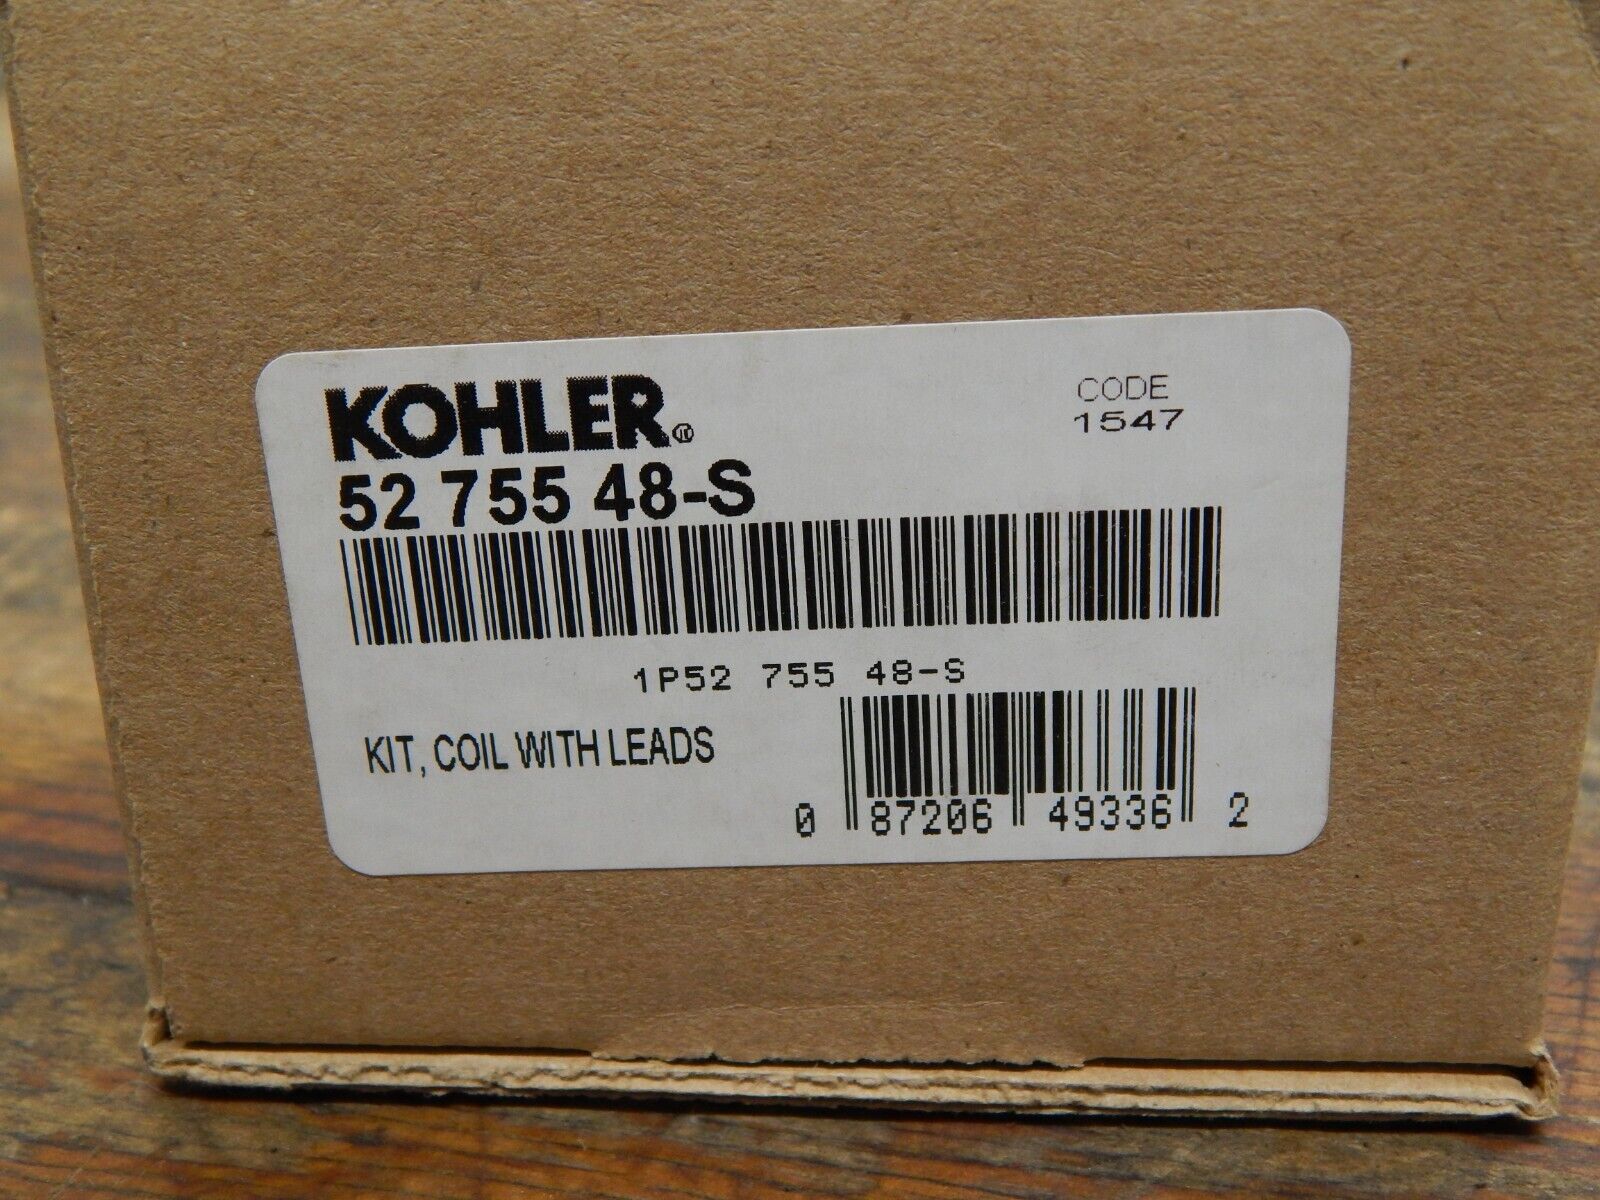 KOHLER®
CODE
1547
52 755 48-S
1P52 755 48-S
KIT, COIL WITH LEADS
0 87206 49336 2